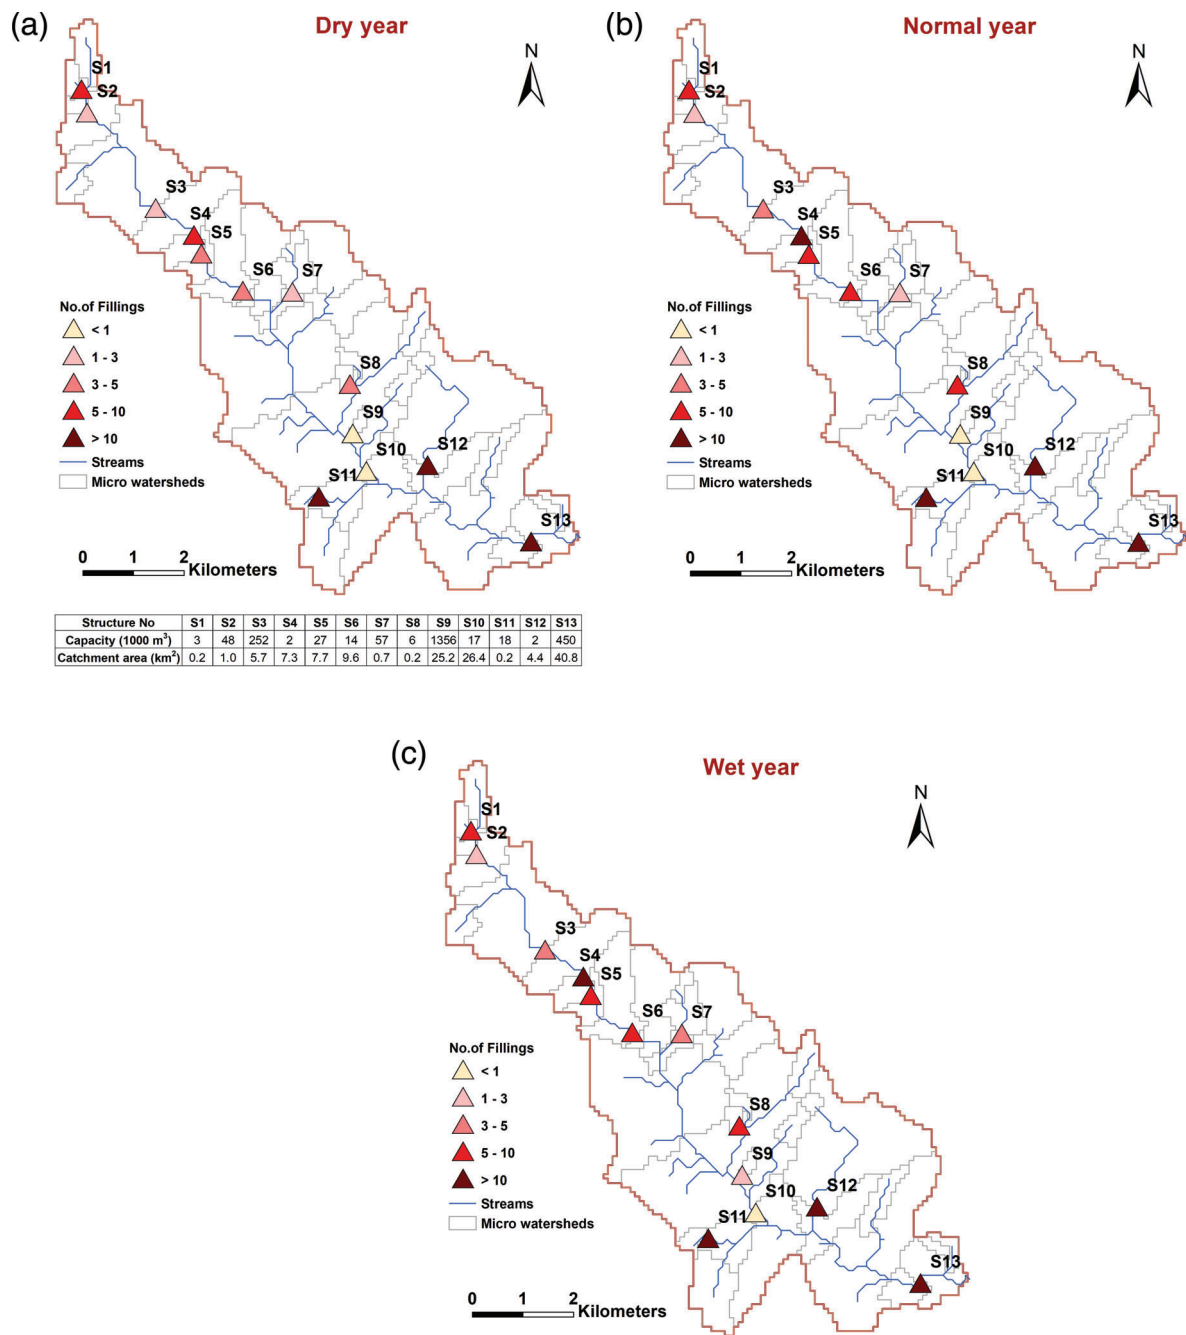 (a)
Dry year
N
S1
S2
S3
S4
S5
S6
S7
S8
S9
S10
S11
S12
S13
No.of Fillings
< 1
1 - 3
3 - 5
5 - 10
> 10
Streams
Micro watersheds
0 1 2
Kilometers
Structure No S1 S2 S3 S4 S5 S6 S7 S8 S9 S10 S11 S12 S13
Capacity (1000 m³) 3 48 252 2 27 14 57 6 1356 17 18 2 450
Catchment area (km²) 0.2 1.0 5.7 7.3 7.7 9.6 0.7 0.2 25.2 26.4 0.2 4.4 40.8
(b)
Normal year
N
S1
S2
S3
S4
S5
S6
S7
S8
S9
S10
S11
S12
S13
No.of Fillings
< 1
1 - 3
3 - 5
5 - 10
> 10
Streams
Micro watersheds
0 1 2
Kilometers
(c)
Wet year
N
S1
S2
S3
S4
S5
S6
S7
S8
S9
S10
S11
S12
S13
No.of Fillings
< 1
1 - 3
3 - 5
5 - 10
> 10
Streams
Micro watersheds
0 1 2
Kilometers